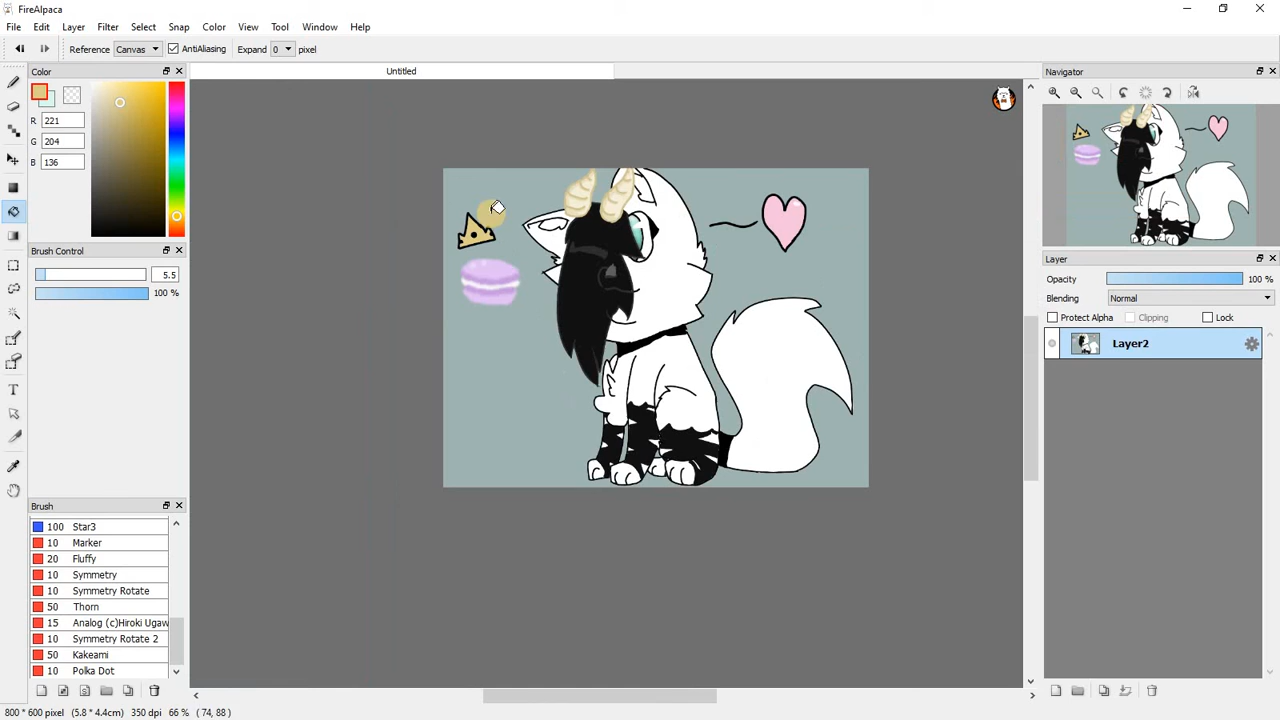 FireAlpaca
File Edit Layer Filter Select Snap Color View Tool Window Help
Reference Canvas AntiAliasing Expand 0 pixel
Color
Untitled
Navigator
R 221
G 204
B 136
Brush Control
5.5
100 %
Layer
Opacity 100 %
Blending Normal
Protect Alpha Clipping Lock
Layer2
Brush
100 Star3
10 Marker
20 Fluffy
10 Symmetry
10 Symmetry Rotate
50 Thorn
15 Analog (c)Hiroki Ugaw
10 Symmetry Rotate 2
50 Kakeami
10 Polka Dot
800 * 600 pixel (5.8 * 4.4cm) 350 dpi 66 % ( 74, 88 )